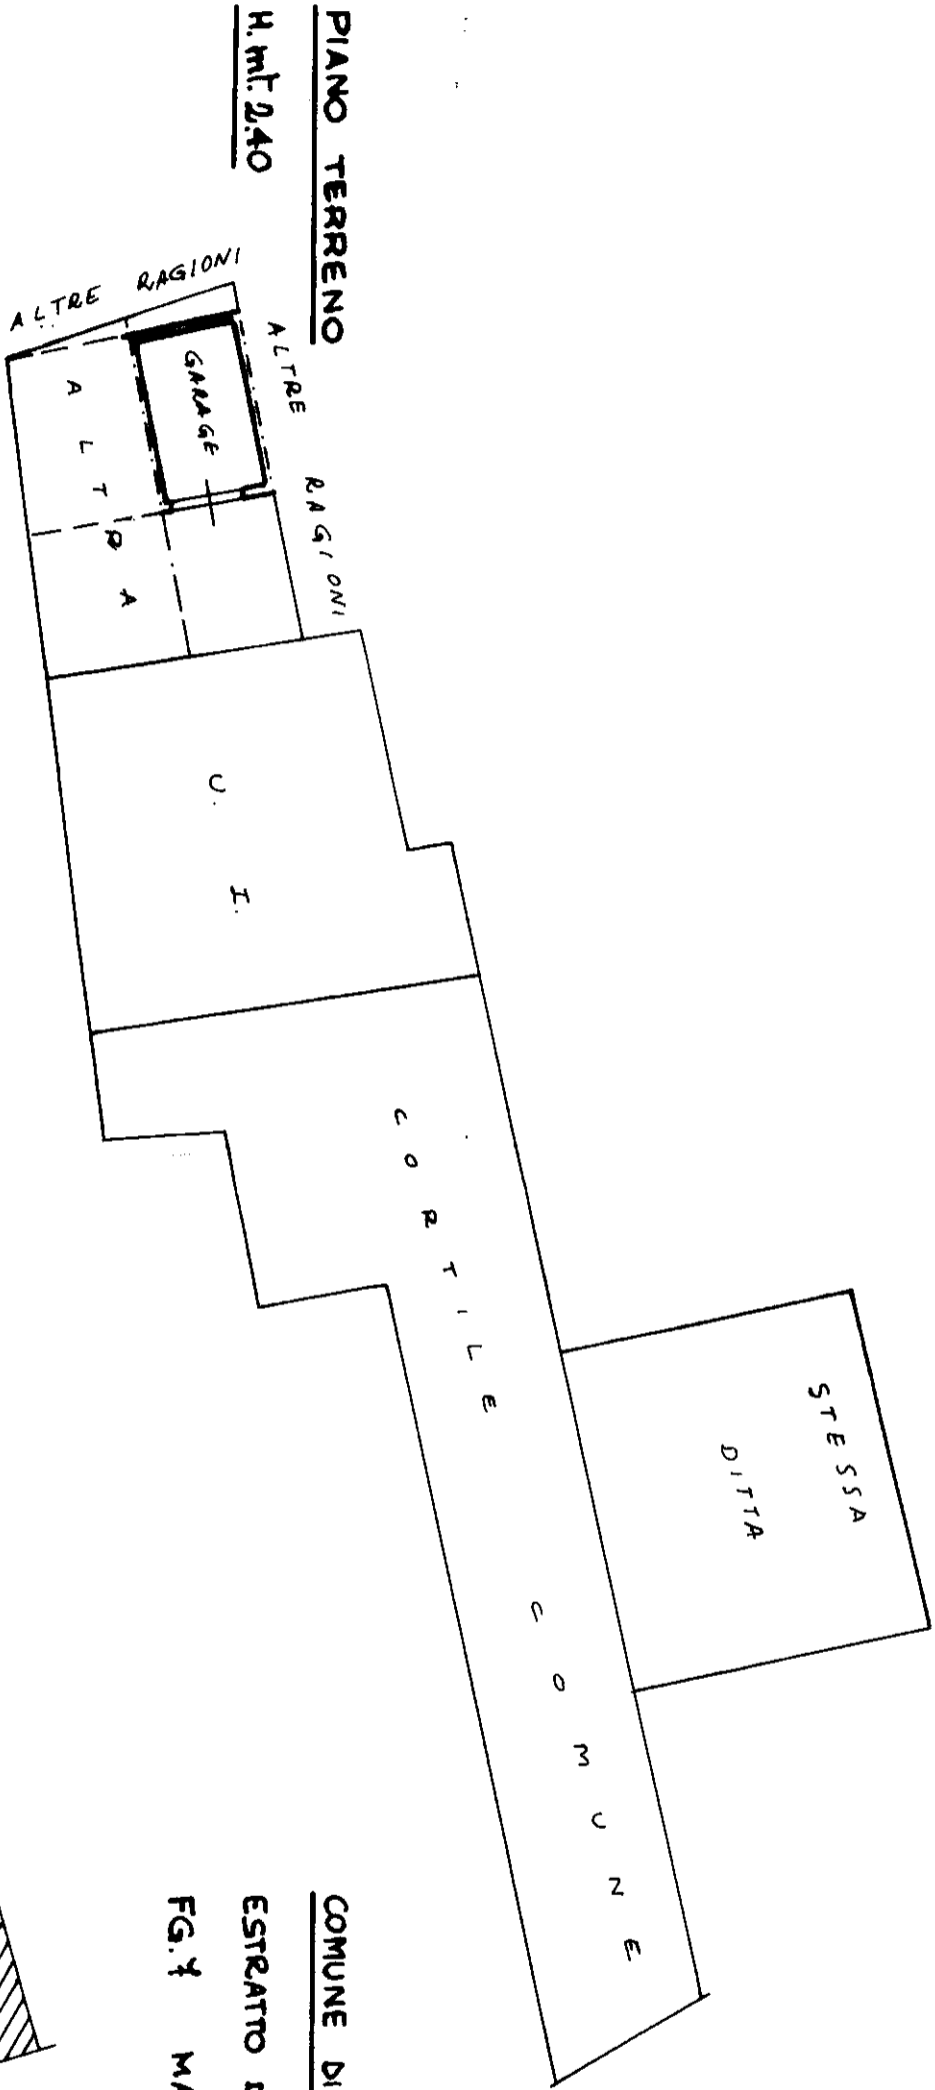 PIANO TERRENO
H. mt. 2.40
ALTRE RAGIONI
ALTRE RAGIONI
GARAGE
ALTRA
U. I.
CORTILE COMUNE
STESSA
DITTA
COMUNE DI
ESTRATTO
FG.